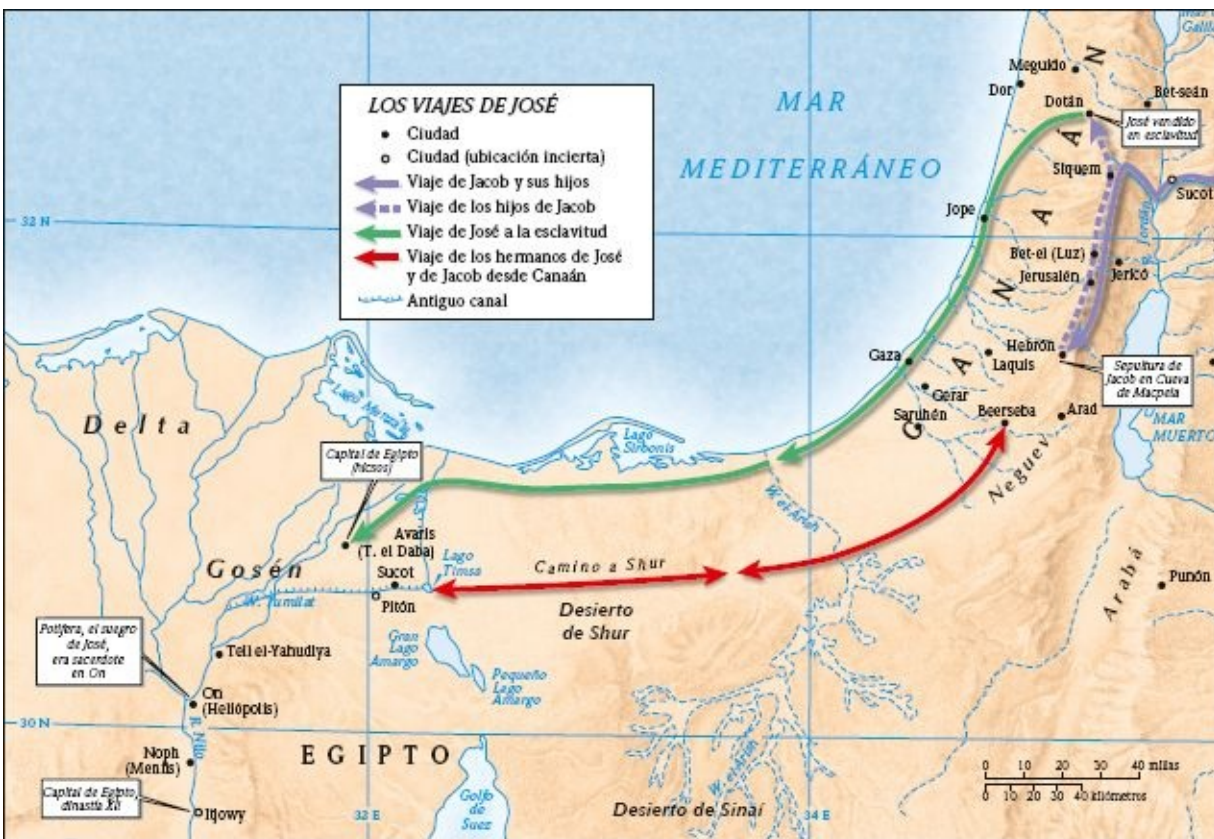 LOS VIAJES DE JOSÉ
Ciudad
Ciudad (ubicación incierta)
Viaje de Jacob y sus hijos
Viaje de los hijos de Jacob
Viaje de José a la esclavitud
Viaje de los hermanos de José
y de Jacob desde Canaán
Antiguo canal
MAR
MEDITERRÁNEO
Meguido
Dor
Dotán
Bet-seán
José vendido
en esclavitud
Siquem
Sucot
Jordán
Jope
Bet-el (Luz)
Jerusalén
Jericó
CANAÁN
Hebrón
Laquis
Gaza
Gerar
Saruhén
Beerseba
Arad
Sepultura de
Jacob en Cueva
de Macpela
MAR
MUERTO
Neguev
Arabá
Punón
32 N
Delta
Capital de Egipto
(hicsos)
Lago
Sirbonis
W. el-Arish
Avaris
(T. el Daba)
Lago
Timsa
Gosén
Sucot
Pitón
W. Tumilat
Camino a Shur
Desierto
de Shur
Gran
Lago
Amargo
Pequeño
Lago
Amargo
Potifera, el suegro
de José,
era sacerdote
en On
Tell el-Yahudiya
On
(Heliópolis)
30 N
R. Nilo
Noph
(Menfis)
EGIPTO
Capital de Egipto,
dinastía XII
Itjowy
32 E
Golfo
de
Suez
Desierto de Sinaí
W. el-Arish
34 E
0 10 20 30 40 millas
0 10 20 30 40 kilómetros